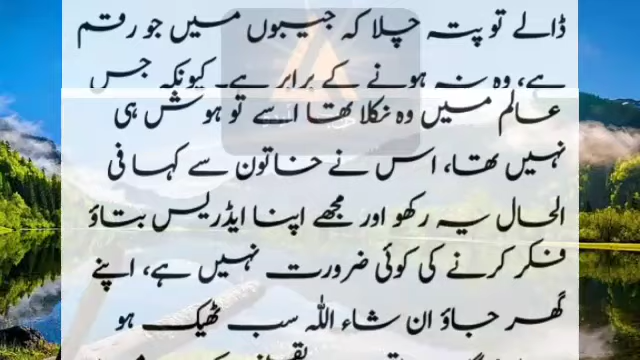 ڈالے تو پتہ چلا کہ جیبوں میں جو رقم
ہے، وہ نہ ہونے کے برابر ہے۔ کیونکہ جس
عالم میں وہ نکلا تھا اسے تو ہوش ہی
نہیں تھا، اس نے خاتون سے کہا فی
الحال یہ رکھو اور مجھے اپنا ایڈریس بتاؤ
فکر کرنے کی کوئی ضرورت نہیں ہے، اپنے
گھر جاؤ ان شاء اللہ سب ٹھیک ہو